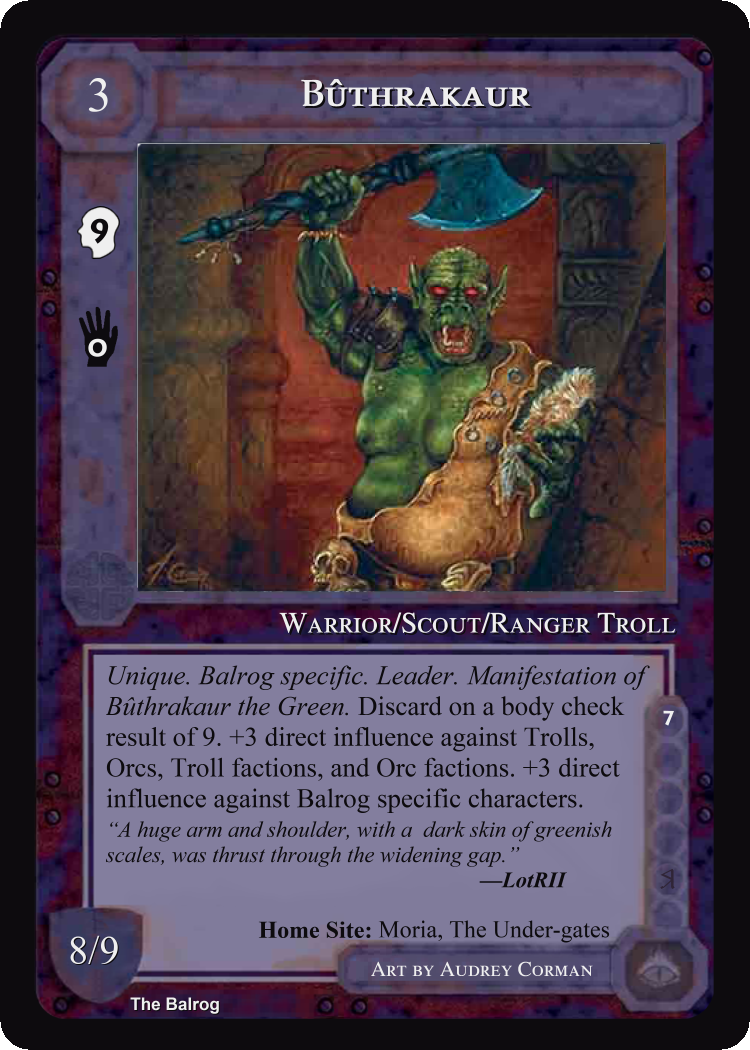 3
BÛTHRAKAUR
9
0
WARRIOR/SCOUT/RANGER TROLL
Unique. Balrog specific. Leader. Manifestation of
Bûthrakaur the Green. Discard on a body check
result of 9. +3 direct influence against Trolls,
Orcs, Troll factions, and Orc factions. +3 direct
influence against Balrog specific characters.
“A huge arm and shoulder, with a dark skin of greenish
scales, was thrust through the widening gap.”
—LotRII
7
Home Site: Moria, The Under-gates
8/9
ART BY AUDREY CORMAN
The Balrog